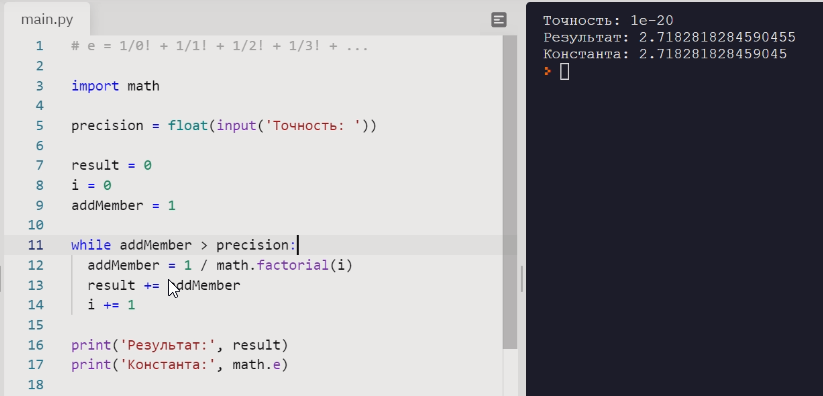 main.py
1 # e = 1/0! + 1/1! + 1/2! + 1/3! + ...
2
3 import math
4
5 precision = float(input('Точность: '))
6
7 result = 0
8 i = 0
9 addMember = 1
10
11 while addMember > precision:
12 addMember = 1 / math.factorial(i)
13 result += addMember
14 i += 1
15
16 print('Результат:', result)
17 print('Константа:', math.e)
18
Точность: 1e-20
Результат: 2.7182818284590455
Константа: 2.718281828459045